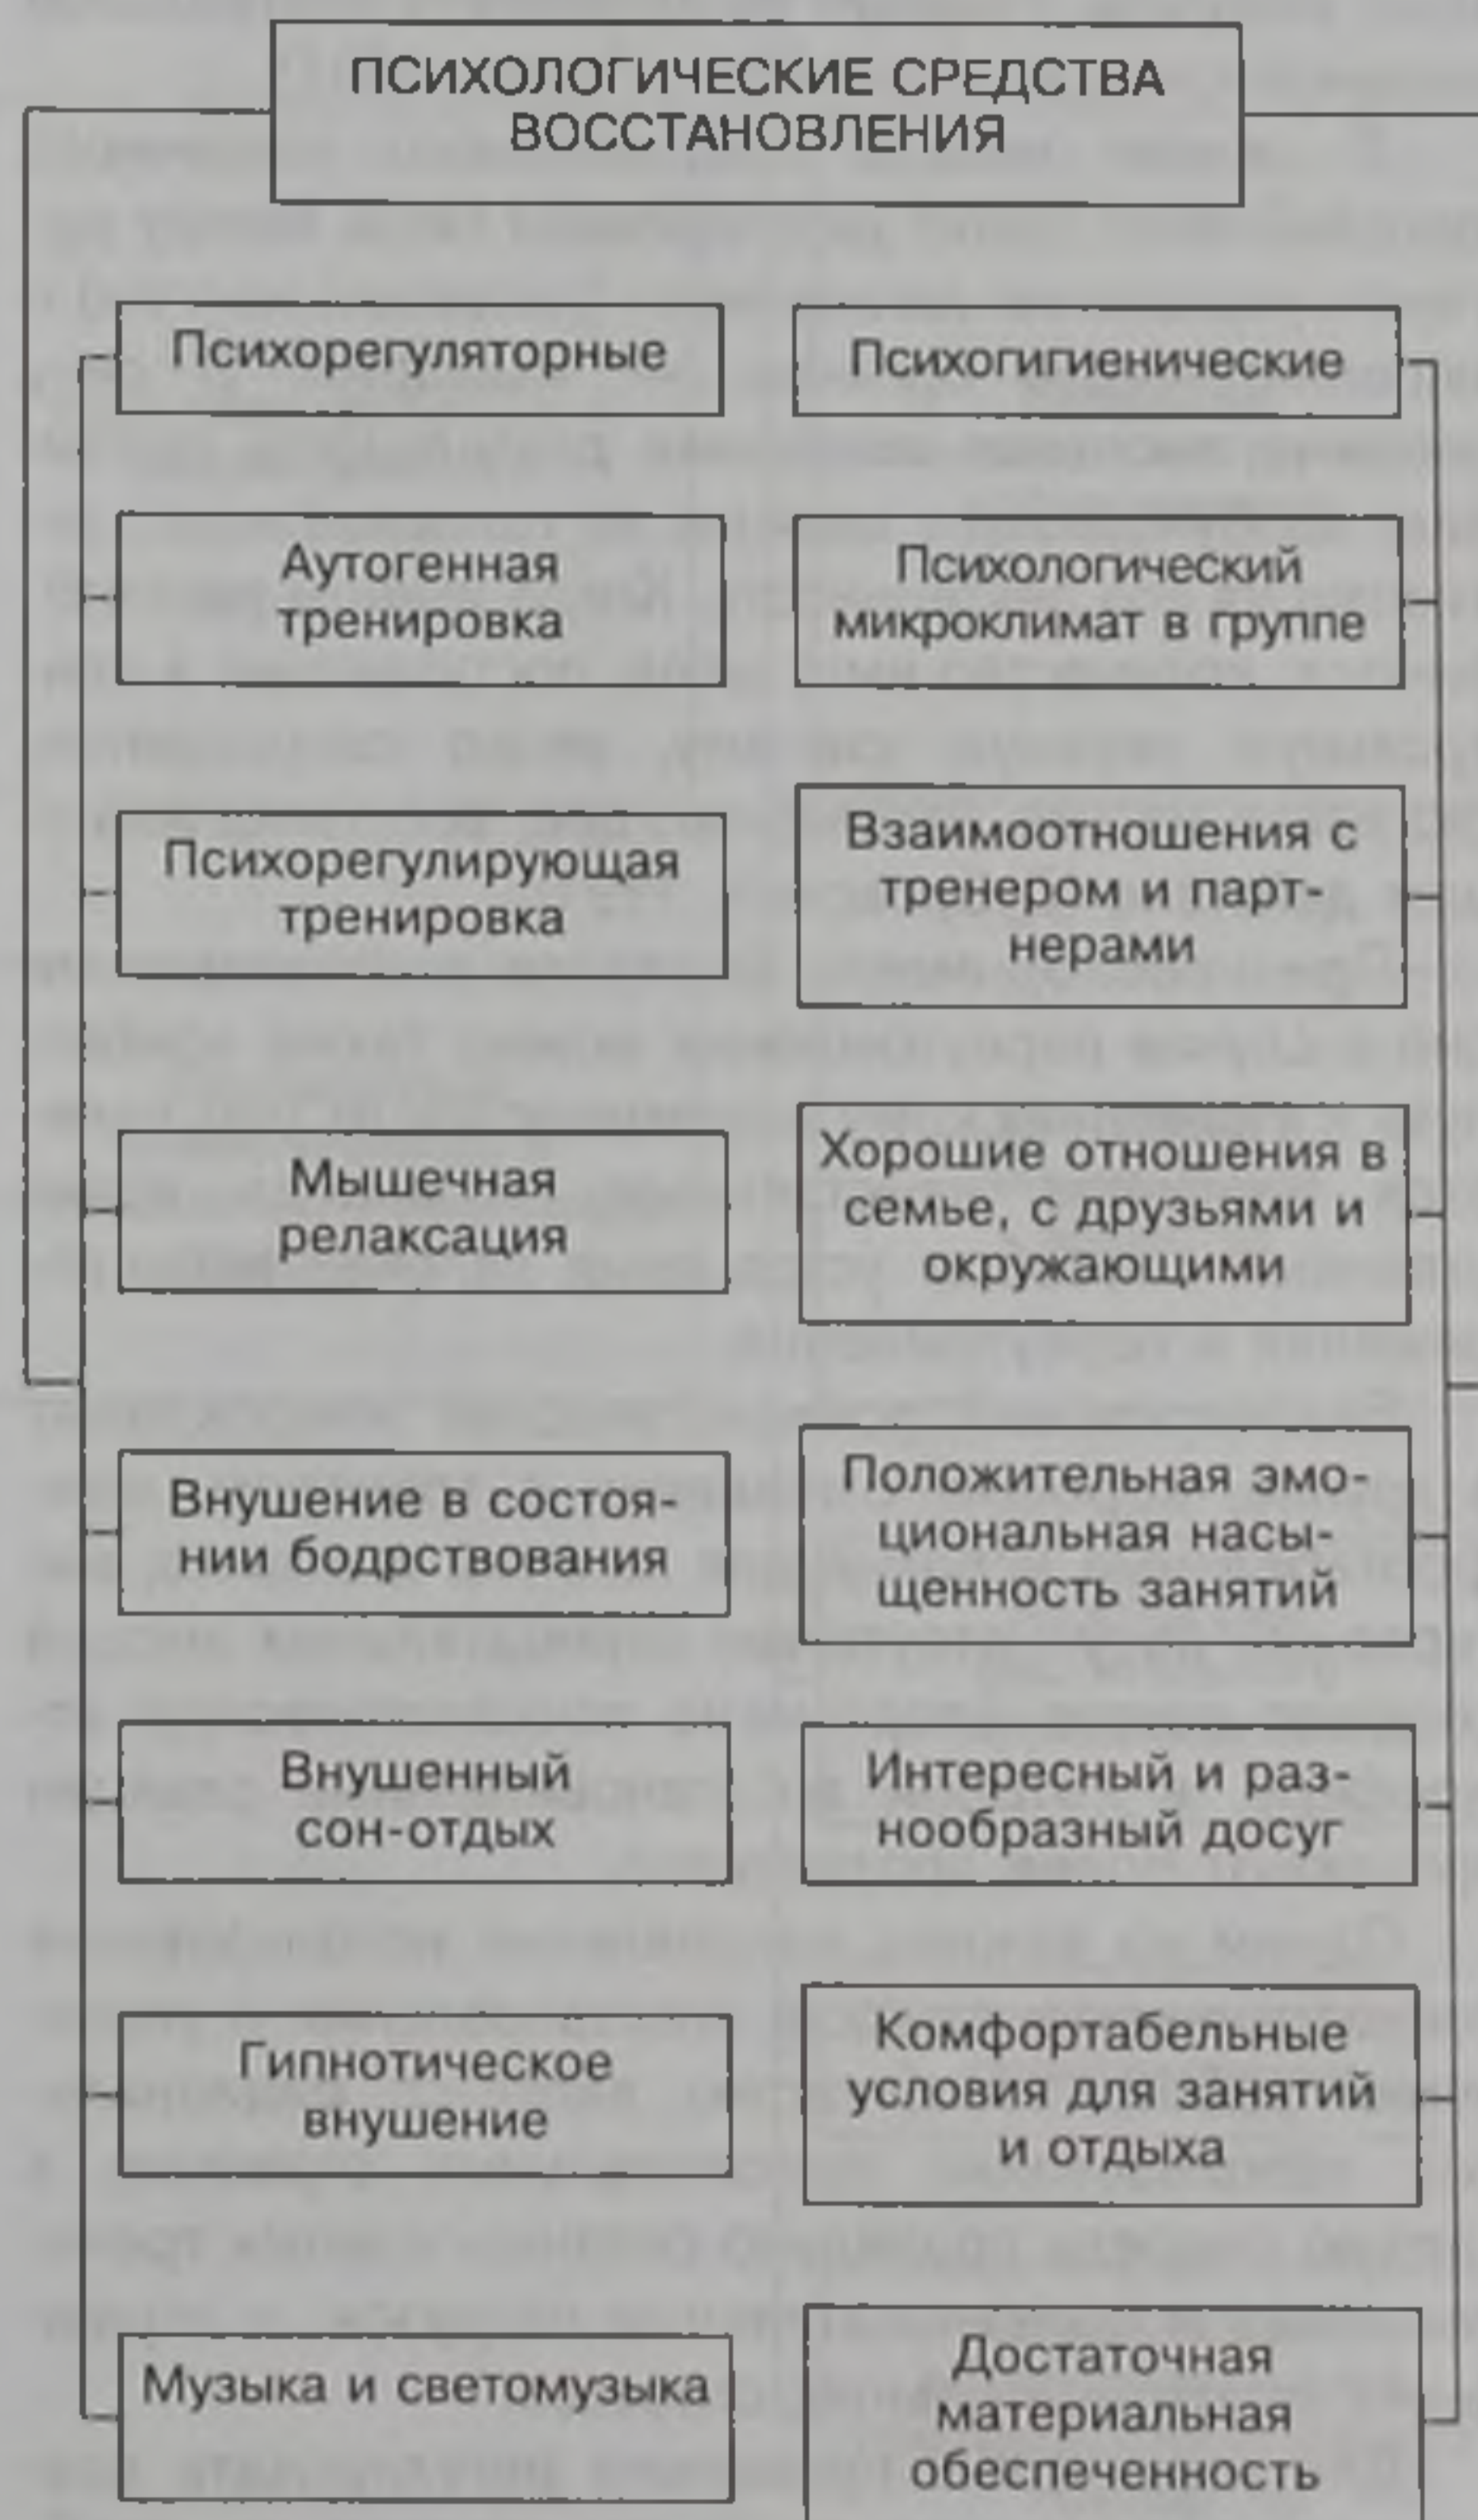 ПСИХОЛОГИЧЕСКИЕ СРЕДСТВА
ВОССТАНОВЛЕНИЯ
Психорегуляторные
Аутогенная
тренировка
Психорегулирующая
тренировка
Мышечная
релаксация
Внушение в состоя-
нии бодрствования
Внушенный
сон-отдых
Гипнотическое
внушение
Музыка и светомузыка
Психогигиенические
Психологический
микроклимат в группе
Взаимоотношения с
тренером и парт-
нерами
Хорошие отношения в
семье, с друзьями и
окружающими
Положительная эмо-
циональная насы-
щенность занятий
Интересный и раз-
нообразный досуг
Комфортабельные
условия для занятий
и отдыха
Достаточная
материальная
обеспеченность